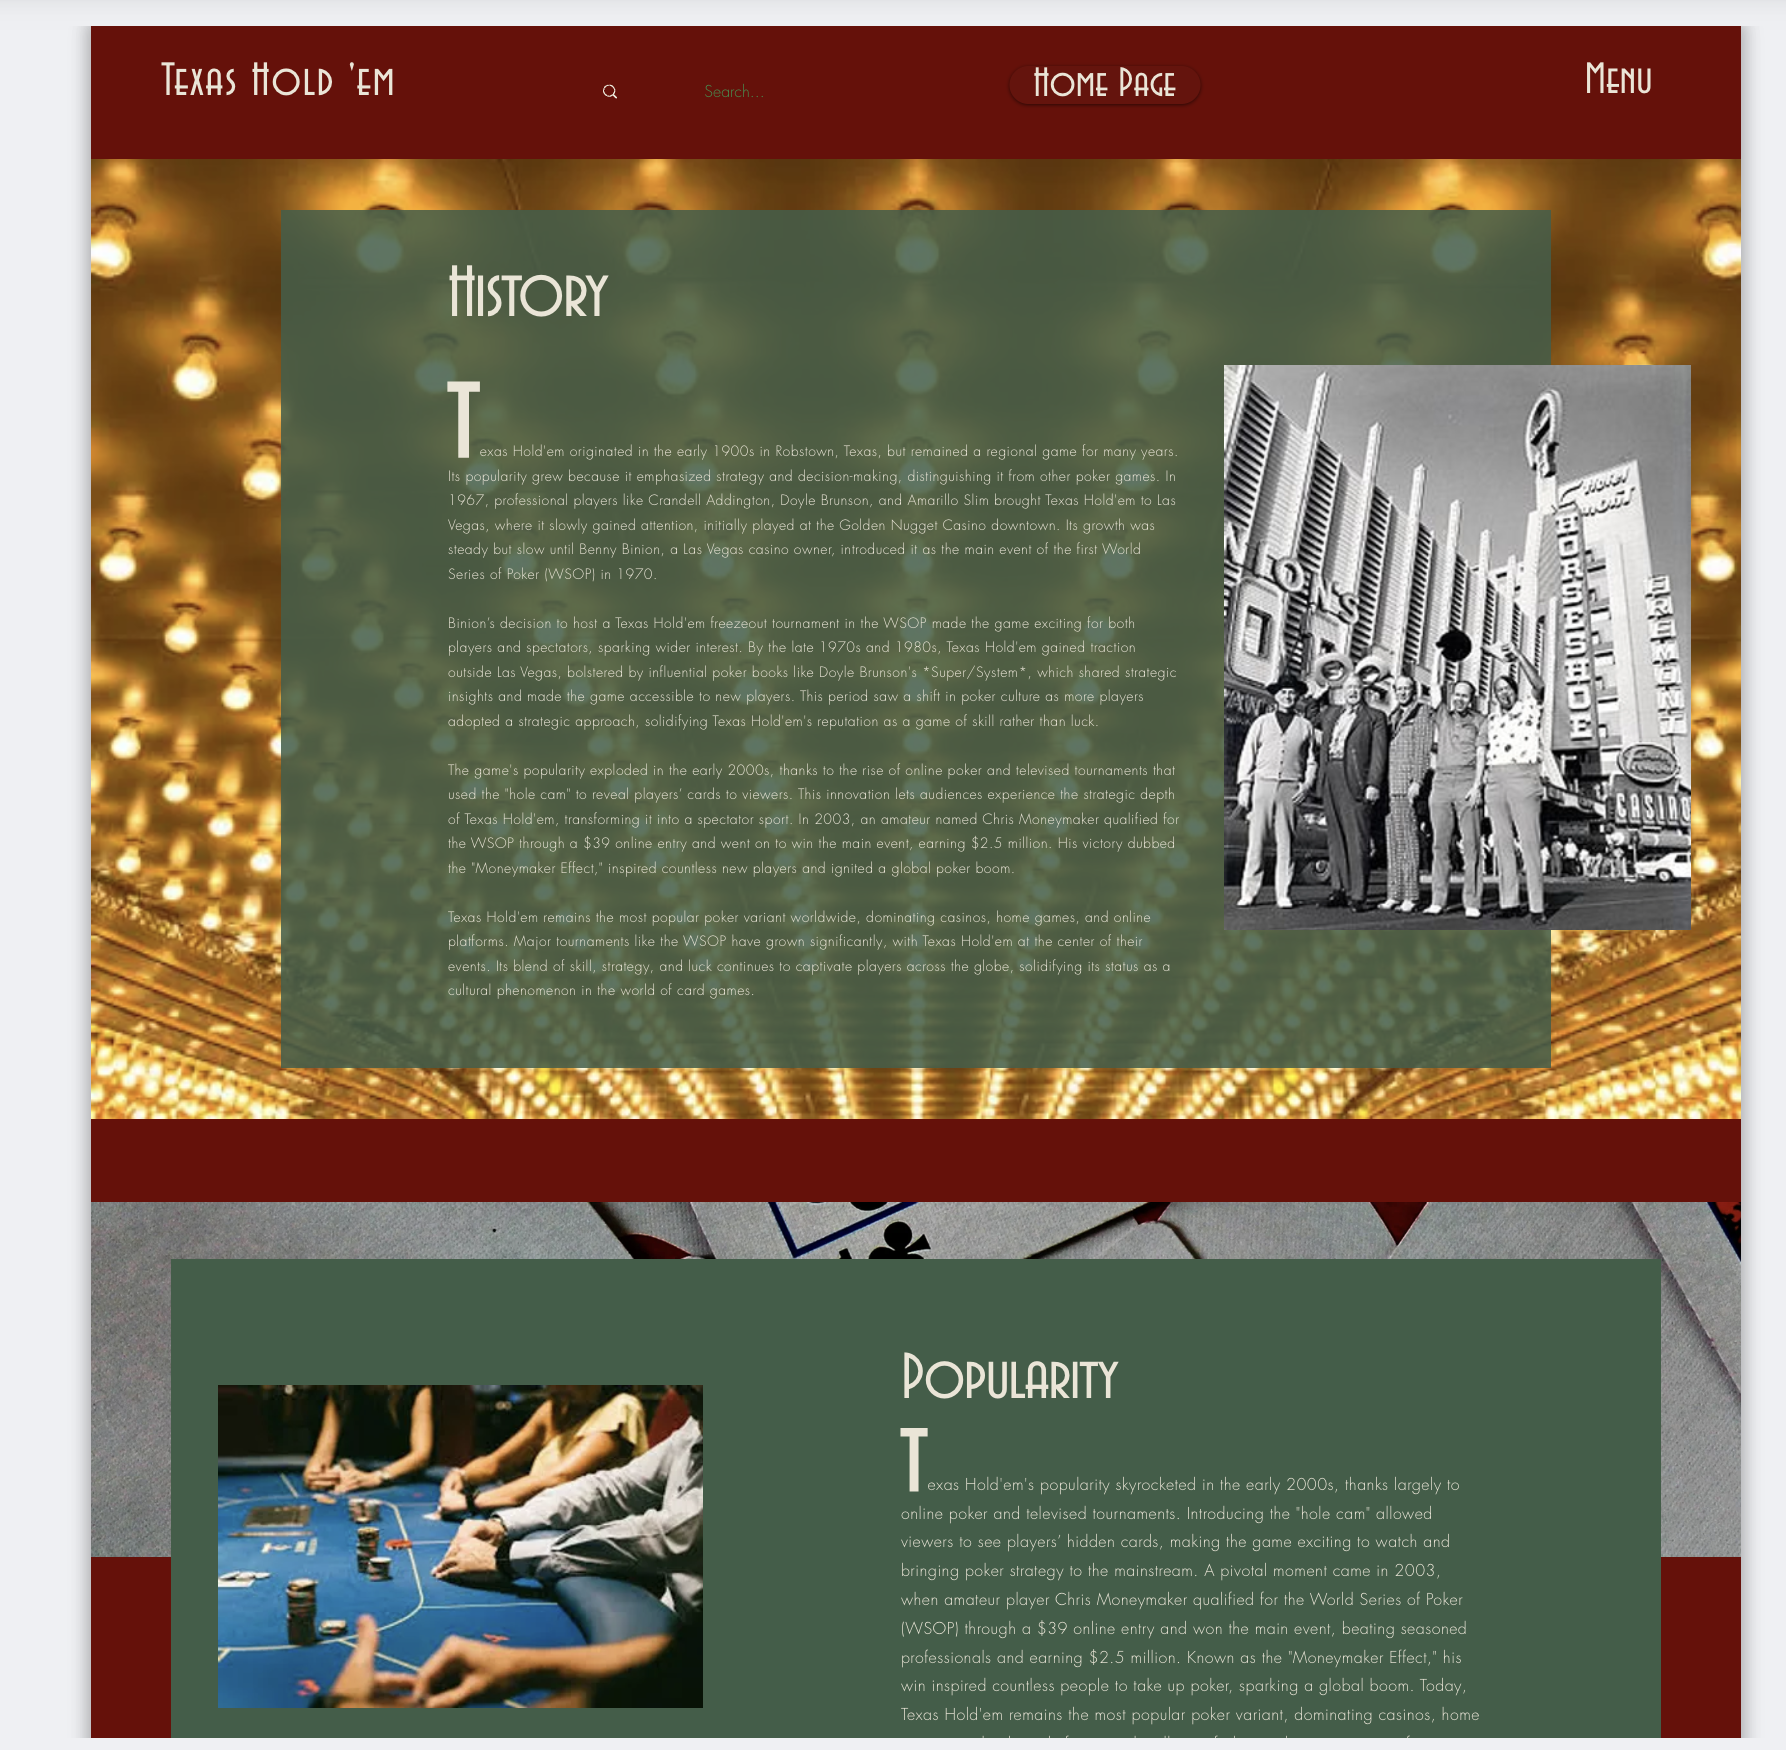 Texas Hold 'em
Search...
Home Page
Menu
History
Texas Hold'em originated in the early 1900s in Robstown, Texas, but remained a regional game for many years.
Its popularity grew because it emphasized strategy and decision-making, distinguishing it from other poker games. In
1967, professional players like Crandell Addington, Doyle Brunson, and Amarillo Slim brought Texas Hold'em to Las
Vegas, where it slowly gained attention, initially played at the Golden Nugget Casino downtown. Its growth was
steady but slow until Benny Binion, a Las Vegas casino owner, introduced it as the main event of the first World
Series of Poker (WSOP) in 1970.
Binion's decision to host a Texas Hold'em freezeout tournament in the WSOP made the game exciting for both
players and spectators, sparking wider interest. By the late 1970s and 1980s, Texas Hold'em gained traction
outside Las Vegas, bolstered by influential poker books like Doyle Brunson's *Super/System*, which shared strategic
insights and made the game accessible to new players. This period saw a shift in poker culture as more players
adopted a strategic approach, solidifying Texas Hold'em's reputation as a game of skill rather than luck.
The game's popularity exploded in the early 2000s, thanks to the rise of online poker and televised tournaments that
used the "hole cam" to reveal players' cards to viewers. This innovation lets audiences experience the strategic depth
of Texas Hold'em, transforming it into a spectator sport. In 2003, an amateur named Chris Moneymaker qualified for
the WSOP through a $39 online entry and went on to win the main event, earning $2.5 million. His victory dubbed
the "Moneymaker Effect," inspired countless new players and ignited a global poker boom.
Texas Hold'em remains the most popular poker variant worldwide, dominating casinos, home games, and online
platforms. Major tournaments like the WSOP have grown significantly, with Texas Hold'em at the center of their
events. Its blend of skill, strategy, and luck continues to captivate players across the globe, solidifying its status as a
cultural phenomenon in the world of card games.
HORSESHOE
FREMONT
CASINO
Popularity
Texas Hold'em's popularity skyrocketed in the early 2000s, thanks largely to
online poker and televised tournaments. Introducing the "hole cam" allowed
viewers to see players' hidden cards, making the game exciting to watch and
bringing poker strategy to the mainstream. A pivotal moment came in 2003,
when amateur player Chris Moneymaker qualified for the World Series of Poker
(WSOP) through a $39 online entry and won the main event, beating seasoned
professionals and earning $2.5 million. Known as the "Moneymaker Effect," his
win inspired countless people to take up poker, sparking a global boom. Today,
Texas Hold'em remains the most popular poker variant, dominating casinos, home